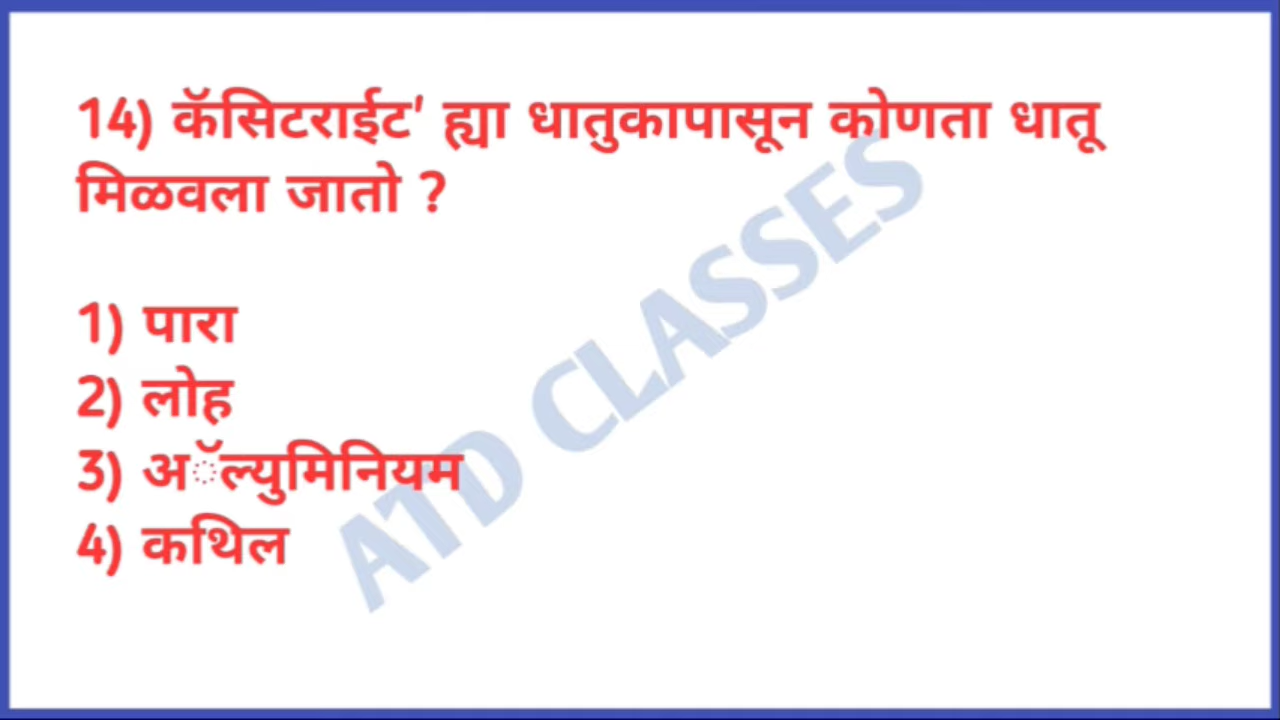 14) कॅसिटराईट' ह्या धातुकापासून कोणता धातू
मिळवला जातो ?
1) पारा
2) लोह
3) अॅल्युमिनियम
4) कथिल
ATD CLASSES